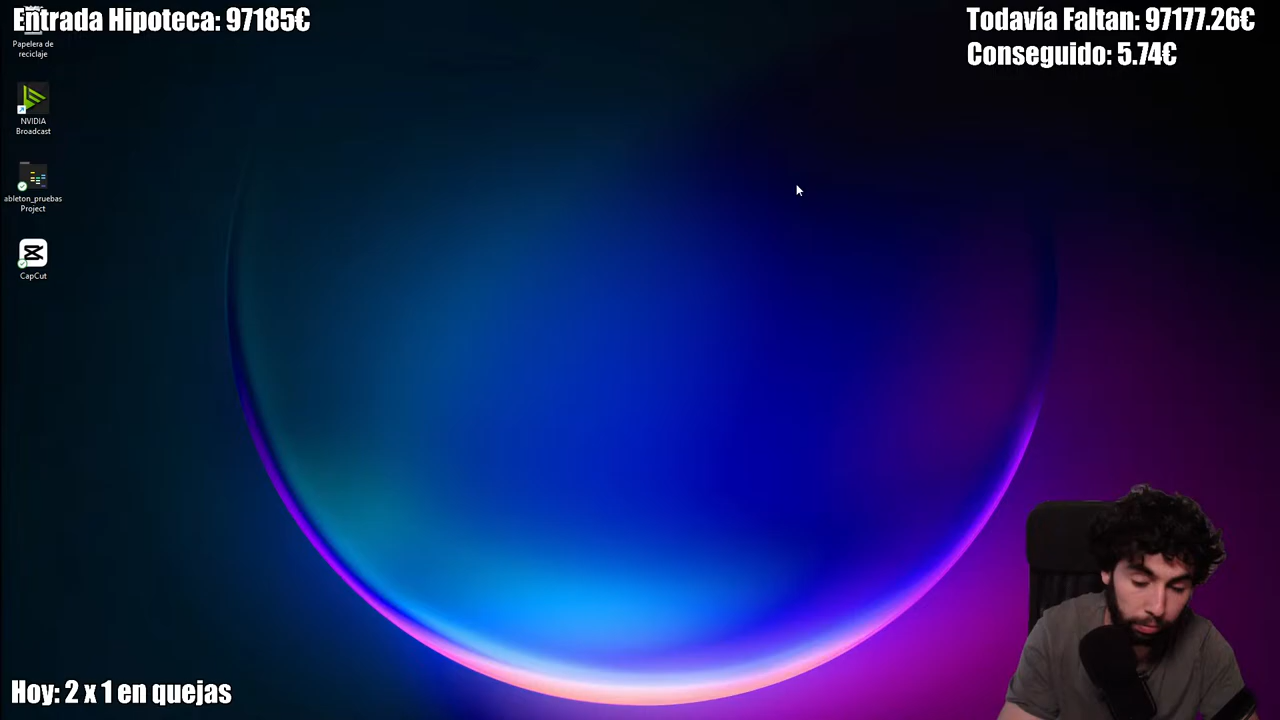 Entrada Hipoteca: 97185€
Todavía Faltan: 97177.26€
Conseguido: 5.74€
Papelera de
reciclaje
NVIDIA
Broadcast
ableton_pruebas
Project
CapCut
Hoy: 2 x 1 en quejas